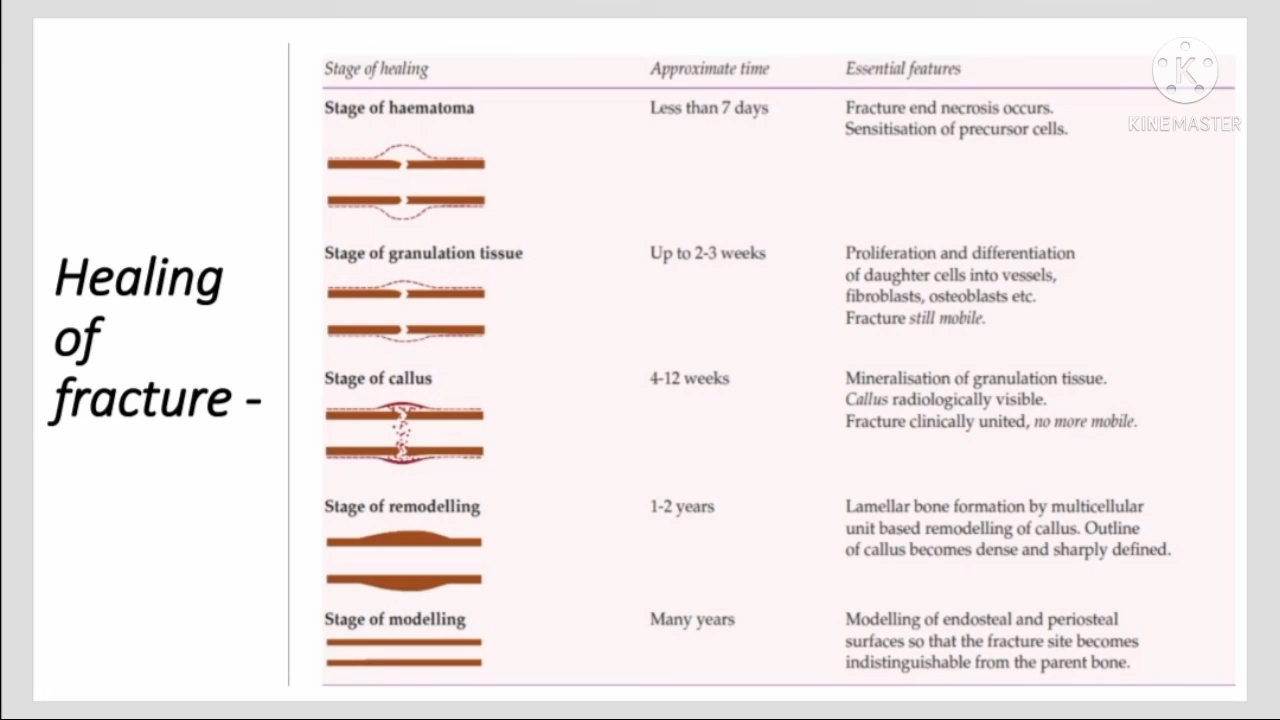 Healing
of
fracture -
K
KINEMASTER
Stage of healing Approximate time Essential features
Stage of haematoma Less than 7 days Fracture end necrosis occurs.
Sensitisation of precursor cells.
Stage of granulation tissue Up to 2-3 weeks Proliferation and differentiation
of daughter cells into vessels,
fibroblasts, osteoblasts etc.
Fracture still mobile.
Stage of callus 4-12 weeks Mineralisation of granulation tissue.
Callus radiologically visible.
Fracture clinically united, no more mobile.
Stage of remodelling 1-2 years Lamellar bone formation by multicellular
unit based remodelling of callus. Outline
of callus becomes dense and sharply defined.
Stage of modelling Many years Modelling of endosteal and periosteal
surfaces so that the fracture site becomes
indistinguishable from the parent bone.